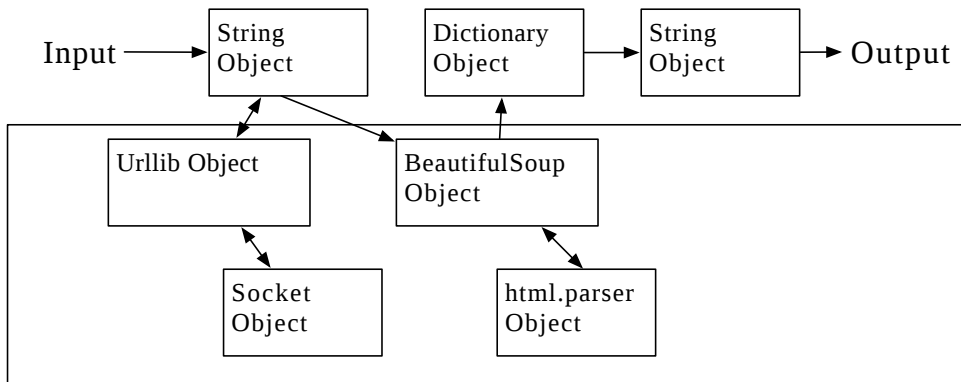 Input
String
Object
Dictionary
Object
String
Object
Output
Urllib Object
BeautifulSoup
Object
Socket
Object
html.parser
Object